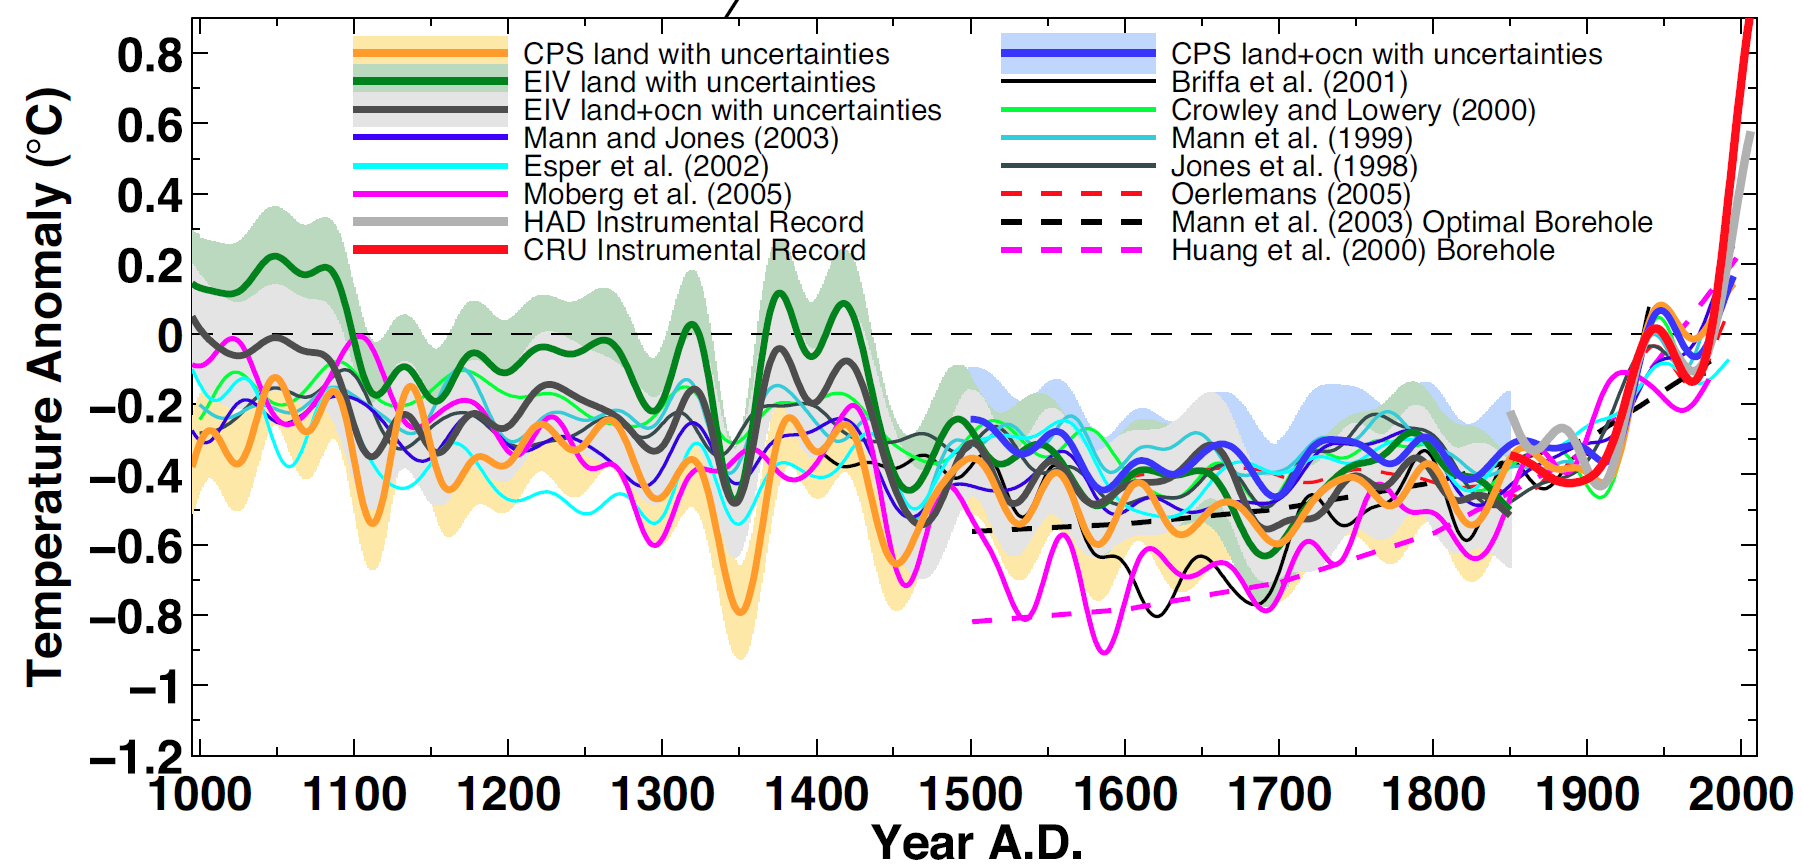 0.8
0.6
0.4
0.2
0
−0.2
−0.4
−0.6
−0.8
−1
−1.2
Temperature Anomaly (°C)
CPS land with uncertainties
EIV land with uncertainties
EIV land+ocn with uncertainties
Mann and Jones (2003)
Esper et al. (2002)
Moberg et al. (2005)
HAD Instrumental Record
CRU Instrumental Record
CPS land+ocn with uncertainties
Briffa et al. (2001)
Crowley and Lowery (2000)
Mann et al. (1999)
Jones et al. (1998)
Oerlemans (2005)
Mann et al. (2003) Optimal Borehole
Huang et al. (2000) Borehole
1000 1100 1200 1300 1400 1500 1600 1700 1800 1900 2000
Year A.D.